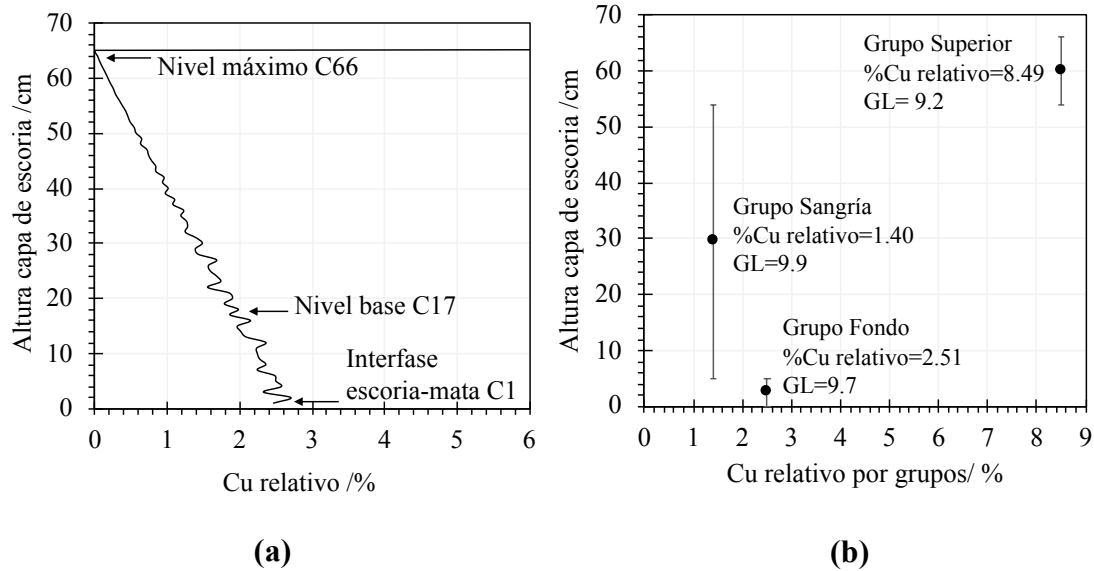 70
60
50
40
30
20
10
0
Altura capa de escoria /cm
Nivel máximo C66
Nivel base C17
Interfase
escoria-mata C1
0 1 2 3 4 5 6
Cu relativo /%
(a)
70
60
50
40
30
20
10
0
Altura capa de escoria /cm
Grupo Superior
%Cu relativo=8.49
GL= 9.2
Grupo Sangría
%Cu relativo=1.40
GL=9.9
Grupo Fondo
%Cu relativo=2.51
GL=9.7
0 1 2 3 4 5 6 7 8 9
Cu relativo por grupos/ %
(b)